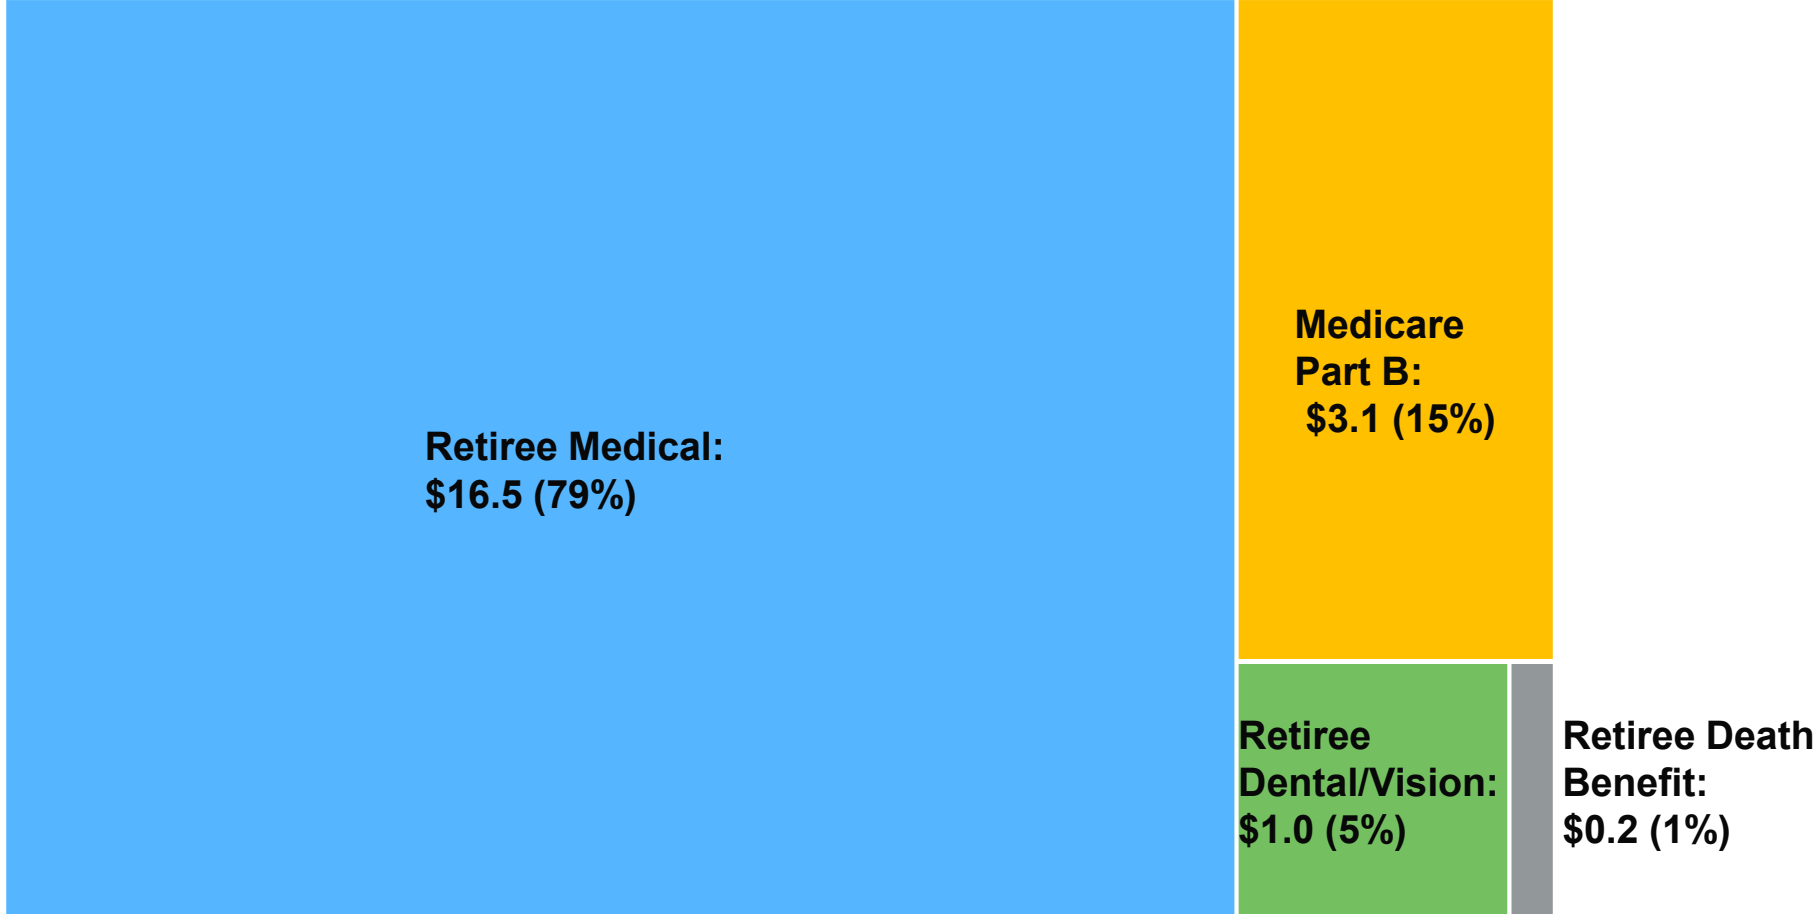 Retiree Medical:
$16.5 (79%)
Medicare
Part B:
$3.1 (15%)
Retiree
Dental/Vision:
$1.0 (5%)
Retiree Death
Benefit:
$0.2 (1%)